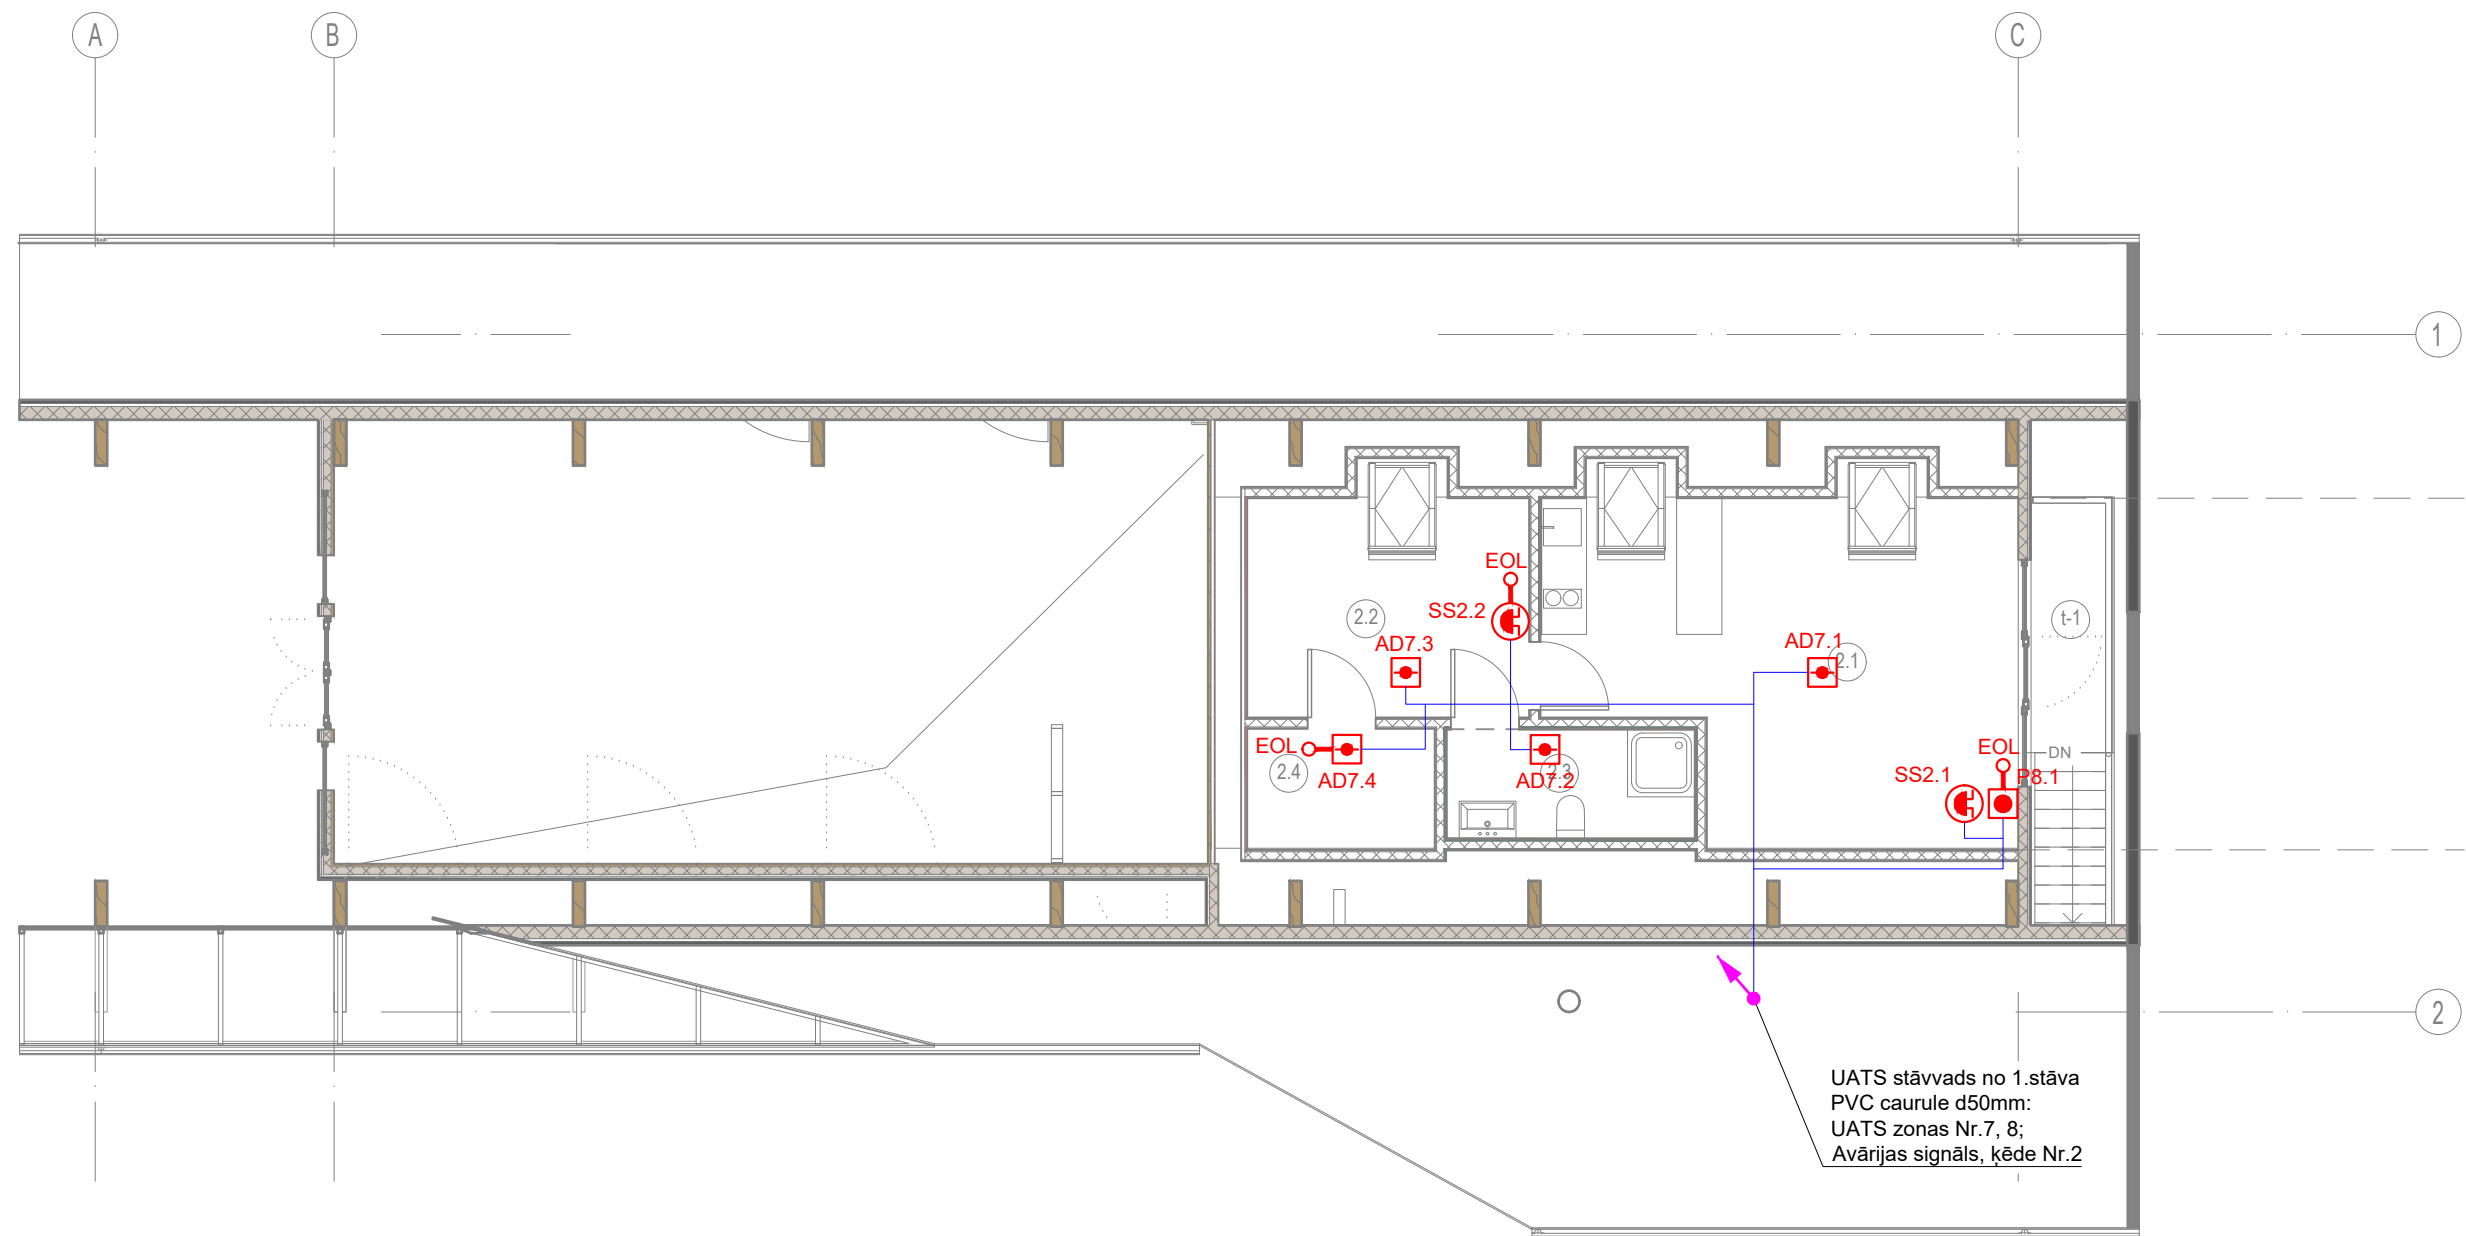 A
B
C
1
EOL
SS2.2
2.2
t-1
AD7.3
AD7.1
2.1
EOL
2.4
AD7.4
AD7.2
2.3
DN
EOL
SS2.1
P8.1
2
UATS stāvvads no 1.stāva
PVC caurule d50mm:
UATS zonas Nr.7, 8;
Avārijas signāls, ķēde Nr.2